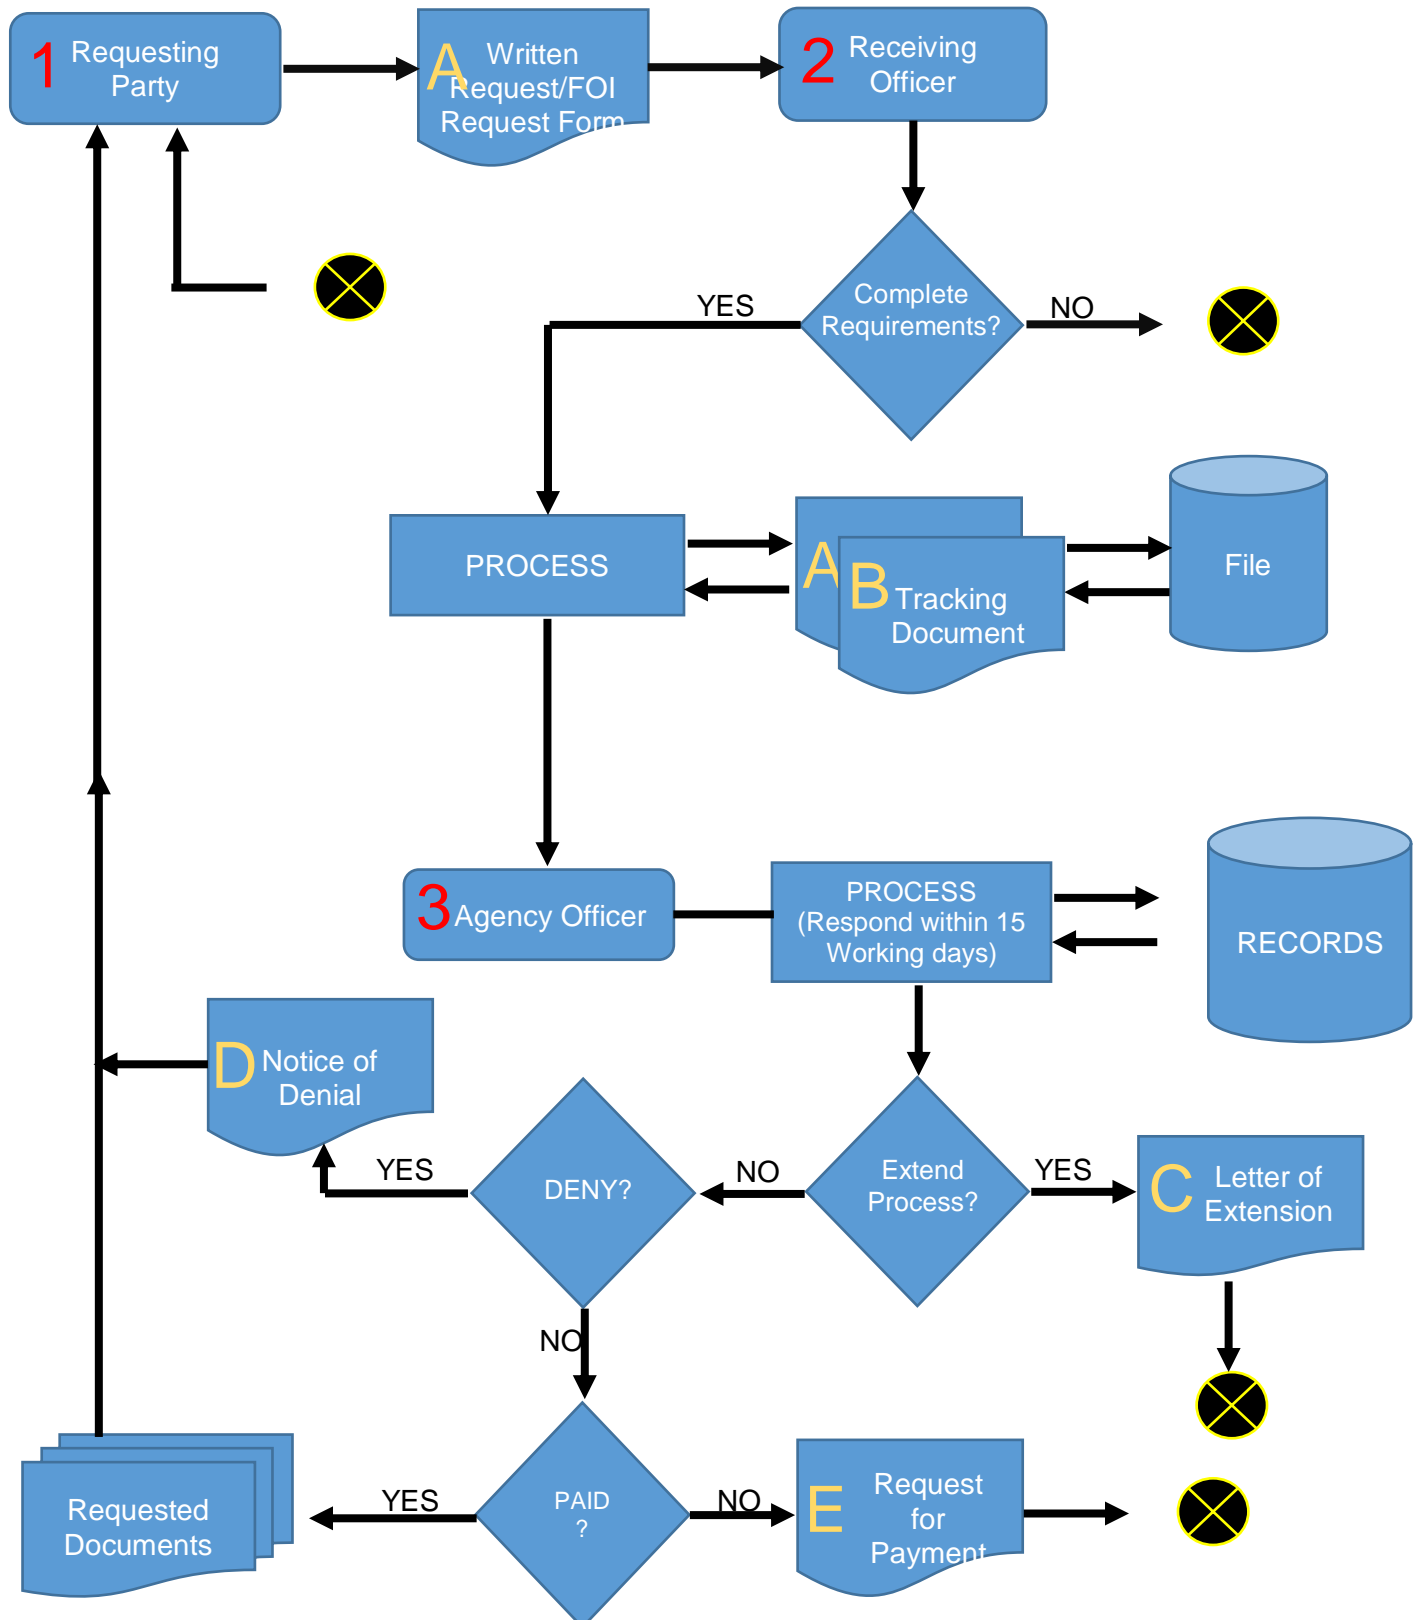 1
Requesting
Party
A
Written
Request/FOI
Request Form
2
Receiving
Officer
Complete
Requirements?
YES
NO
PROCESS
A
B
Tracking
Document
File
3
Agency Officer
PROCESS
(Respond within 15
Working days)
RECORDS
D
Notice of
Denial
YES
DENY?
NO
Extend
Process?
YES
C
Letter of
Extension
NO
Requested
Documents
YES
PAID
?
NO
E
Request
for
Payment